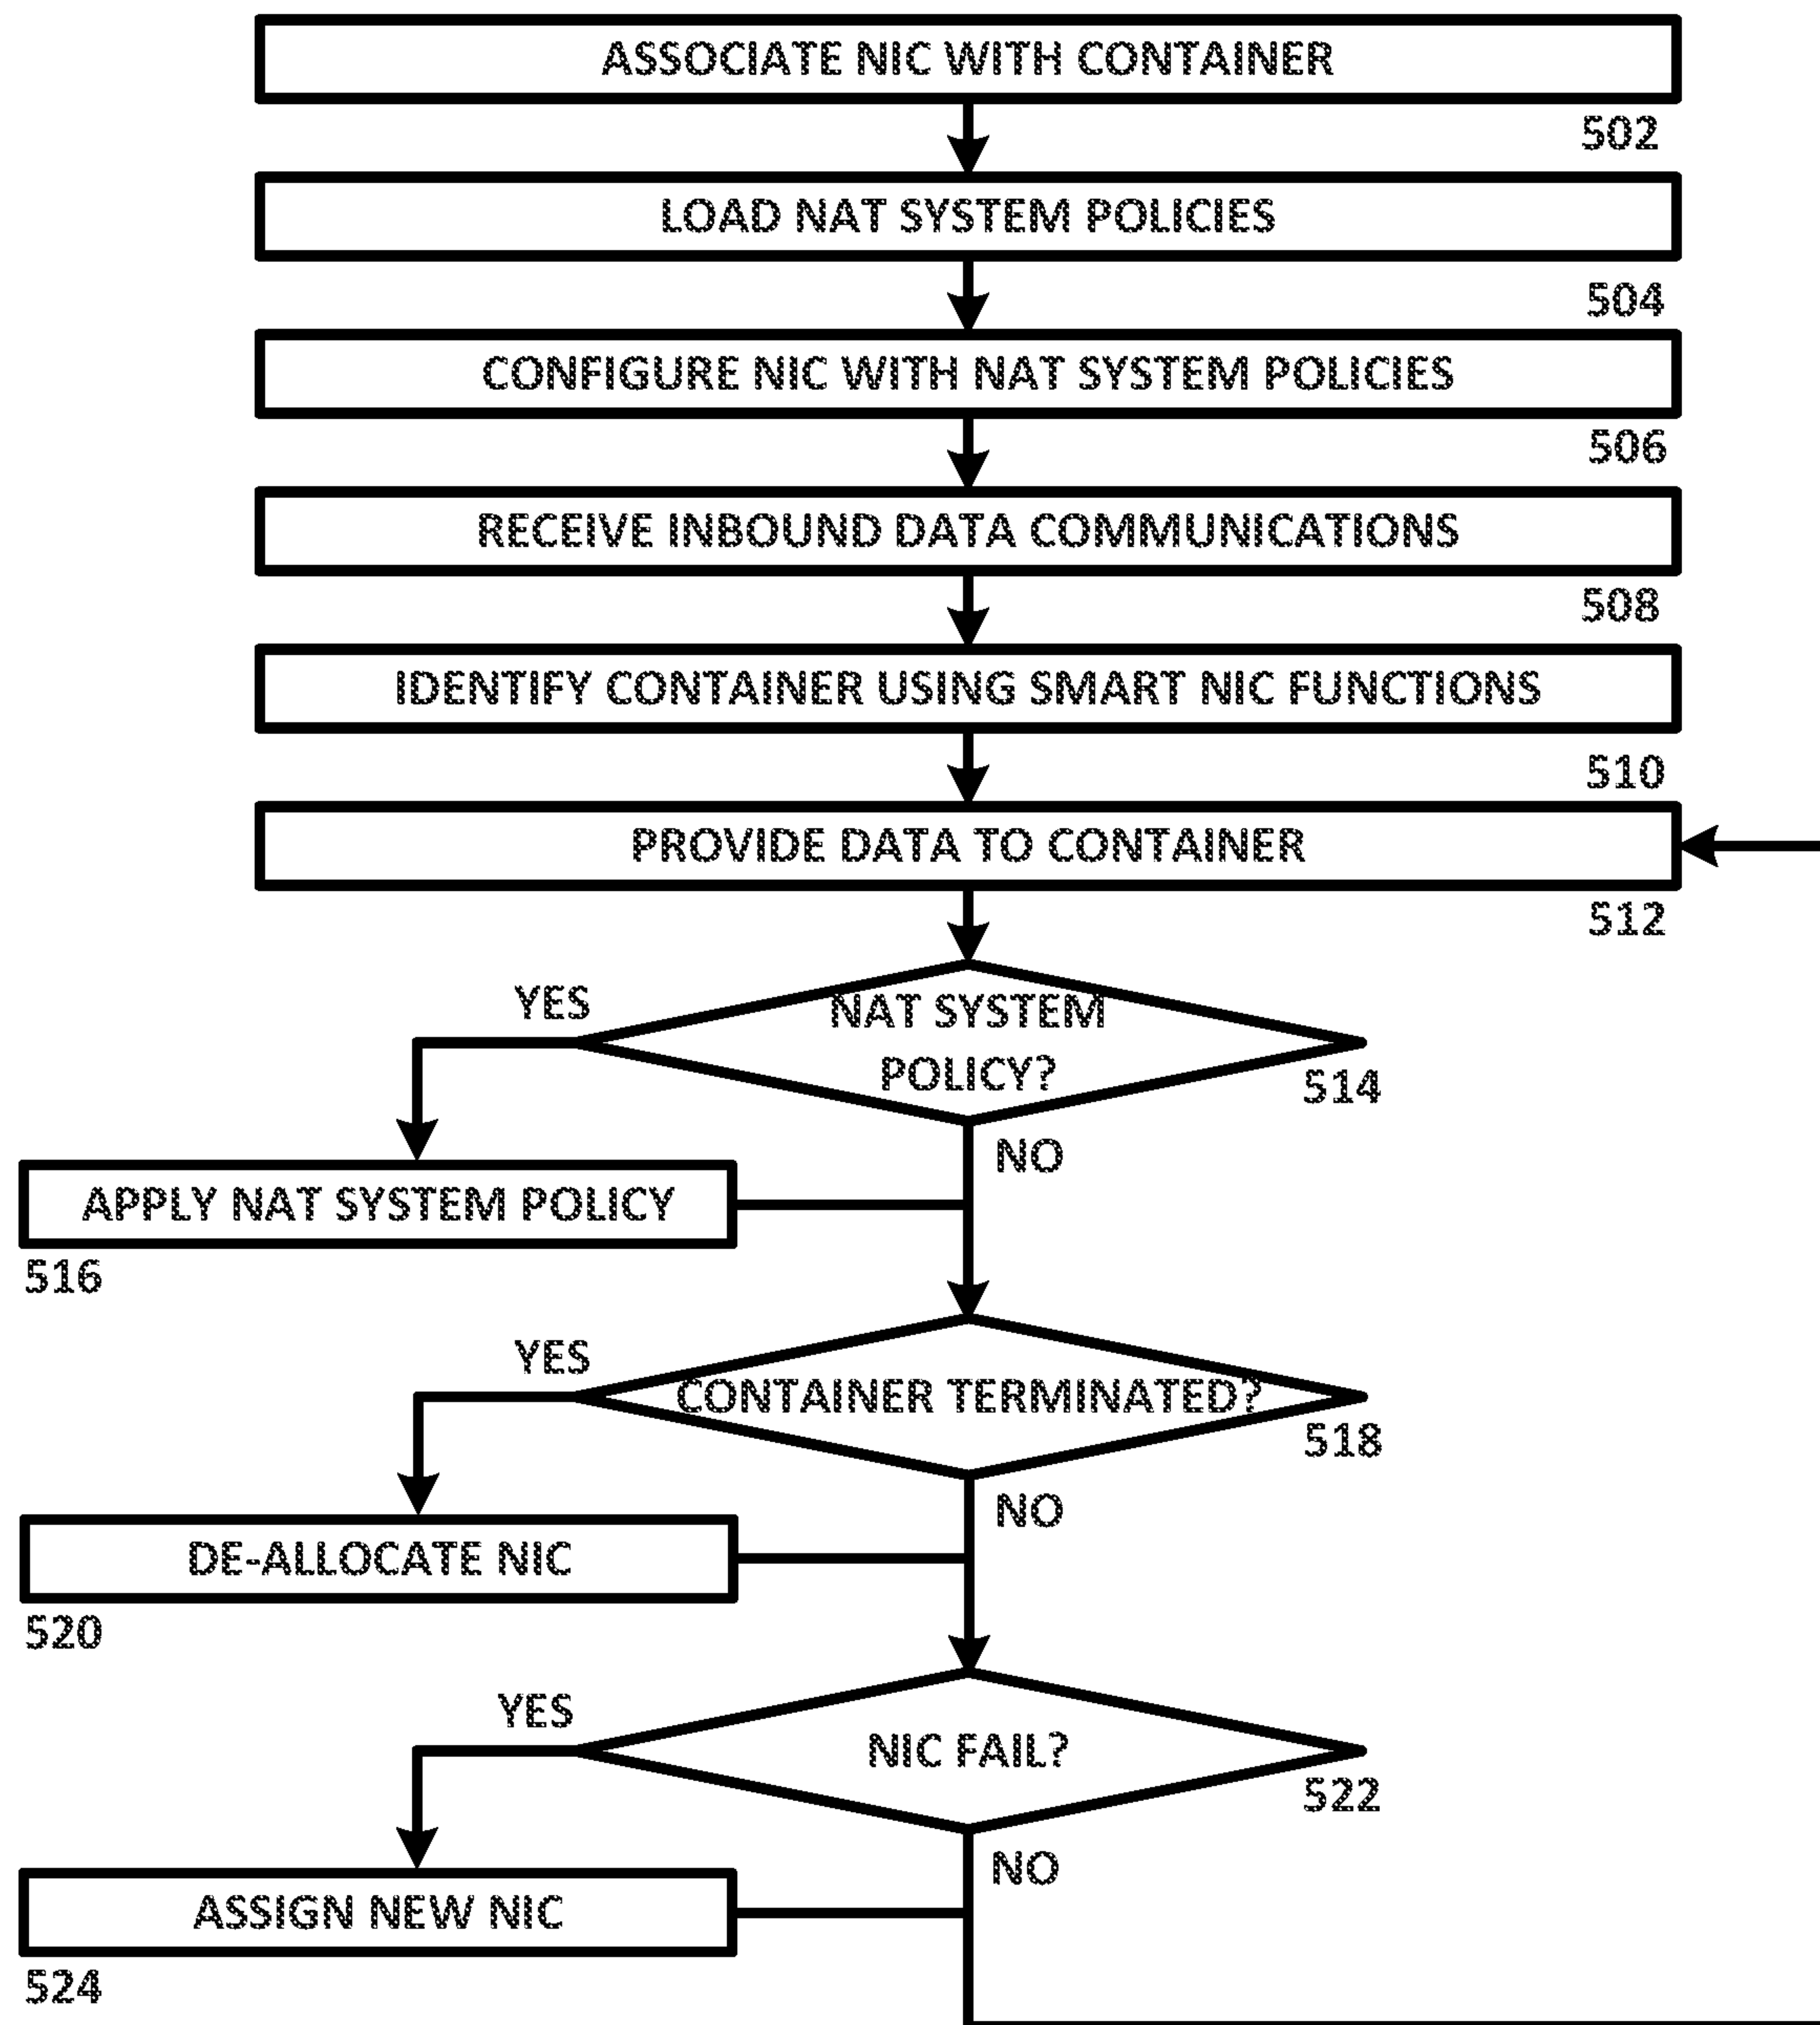 ASSOCIATE NIC WITH CONTAINER
502
LOAD NAT SYSTEM POLICIES
504
CONFIGURE NIC WITH NAT SYSTEM POLICIES
506
RECEIVE INBOUND DATA COMMUNICATIONS
508
IDENTIFY CONTAINER USING SMART NIC FUNCTIONS
510
PROVIDE DATA TO CONTAINER
512
YES
NAT SYSTEM
POLICY?
514
NO
APPLY NAT SYSTEM POLICY
516
YES
CONTAINER TERMINATED?
518
NO
DE-ALLOCATE NIC
520
YES
NIC FAIL?
522
NO
ASSIGN NEW NIC
524